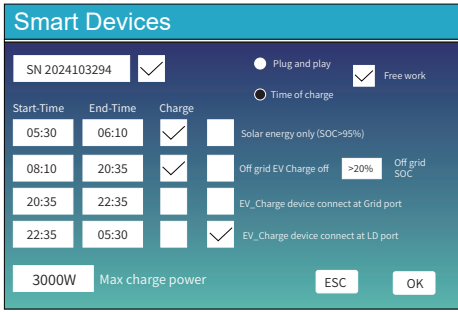 Smart Devices
SN 2024103294
Plug and play
Free work
Time of charge
Start-Time End-Time Charge
05:30 06:10 Solar energy only (SOC>95%)
08:10 20:35 Off grid EV Charge off >20% Off grid SOC
20:35 22:35 EV_Charge device connect at Grid port
22:35 05:30 EV_Charge device connect at LD port
3000W Max charge power ESC OK